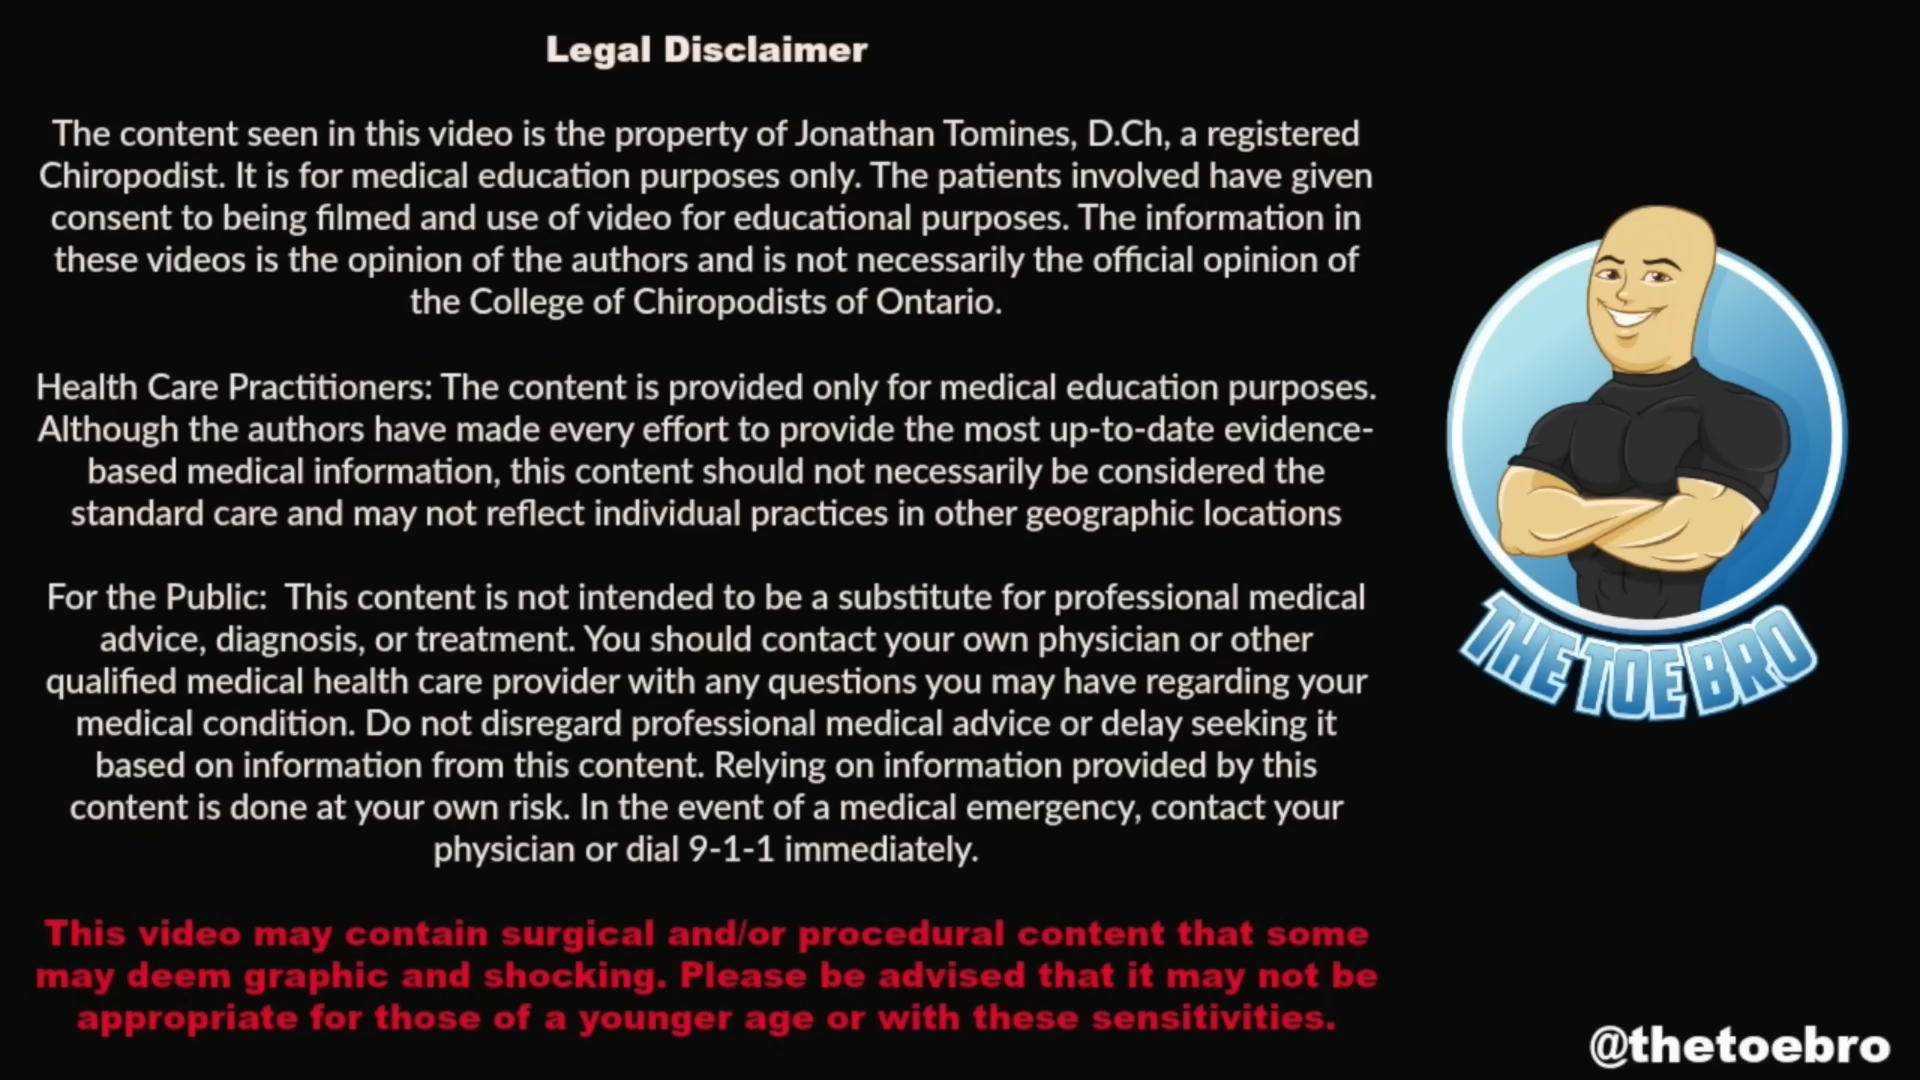 Legal Disclaimer
The content seen in this video is the property of Jonathan Tomines, D.Ch, a registered
Chiropodist. It is for medical education purposes only. The patients involved have given
consent to being filmed and use of video for educational purposes. The information in
these videos is the opinion of the authors and is not necessarily the official opinion of
the College of Chiropodists of Ontario.
Health Care Practitioners: The content is provided only for medical education purposes.
Although the authors have made every effort to provide the most up-to-date evidence-
based medical information, this content should not necessarily be considered the
standard care and may not reflect individual practices in other geographic locations
For the Public:  This content is not intended to be a substitute for professional medical
advice, diagnosis, or treatment. You should contact your own physician or other
qualified medical health care provider with any questions you may have regarding your
medical condition. Do not disregard professional medical advice or delay seeking it
based on information from this content. Relying on information provided by this
content is done at your own risk. In the event of a medical emergency, contact your
physician or dial 9-1-1 immediately.
This video may contain surgical and/or procedural content that some
may deem graphic and shocking. Please be advised that it may not be
appropriate for those of a younger age or with these sensitivities.
THE TOE BRO
@thetoebro